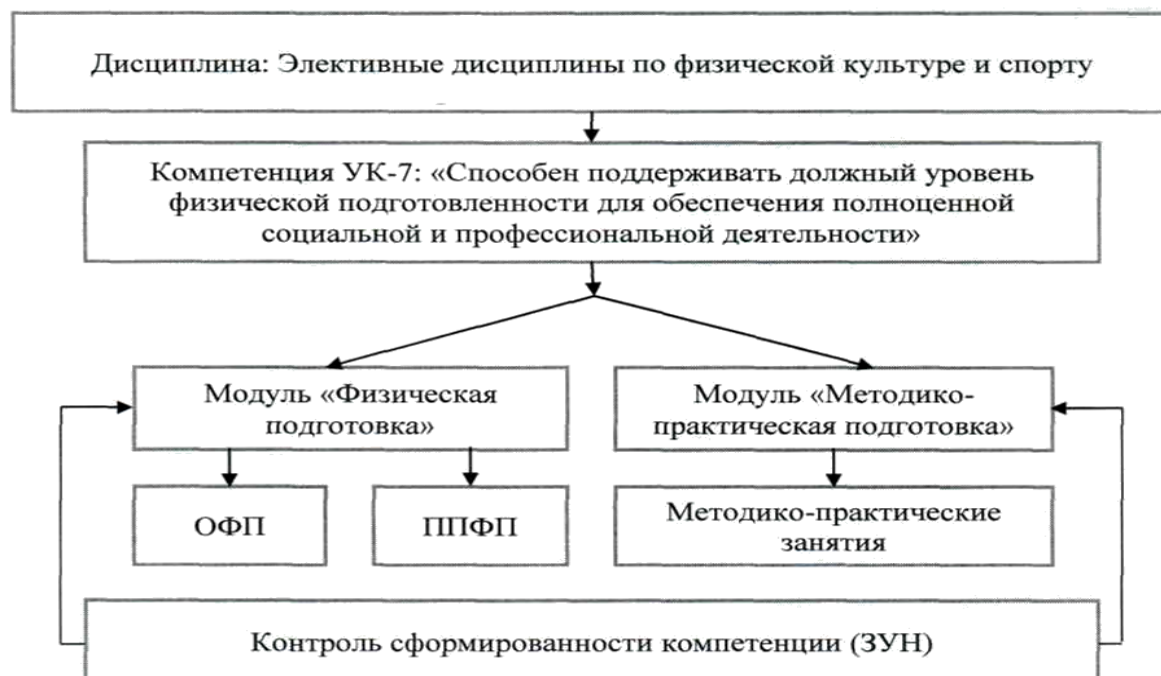 Дисциплина: Элективные дисциплины по физической культуре и спорту
Компетенция УК-7: «Способен поддерживать должный уровень
физической подготовленности для обеспечения полноценной
социальной и профессиональной деятельности»
Модуль «Физическая
подготовка»
Модуль «Методико-
практическая подготовка»
ОФП
ППФП
Методико-практические
занятия
Контроль сформированности компетенции (ЗУН)